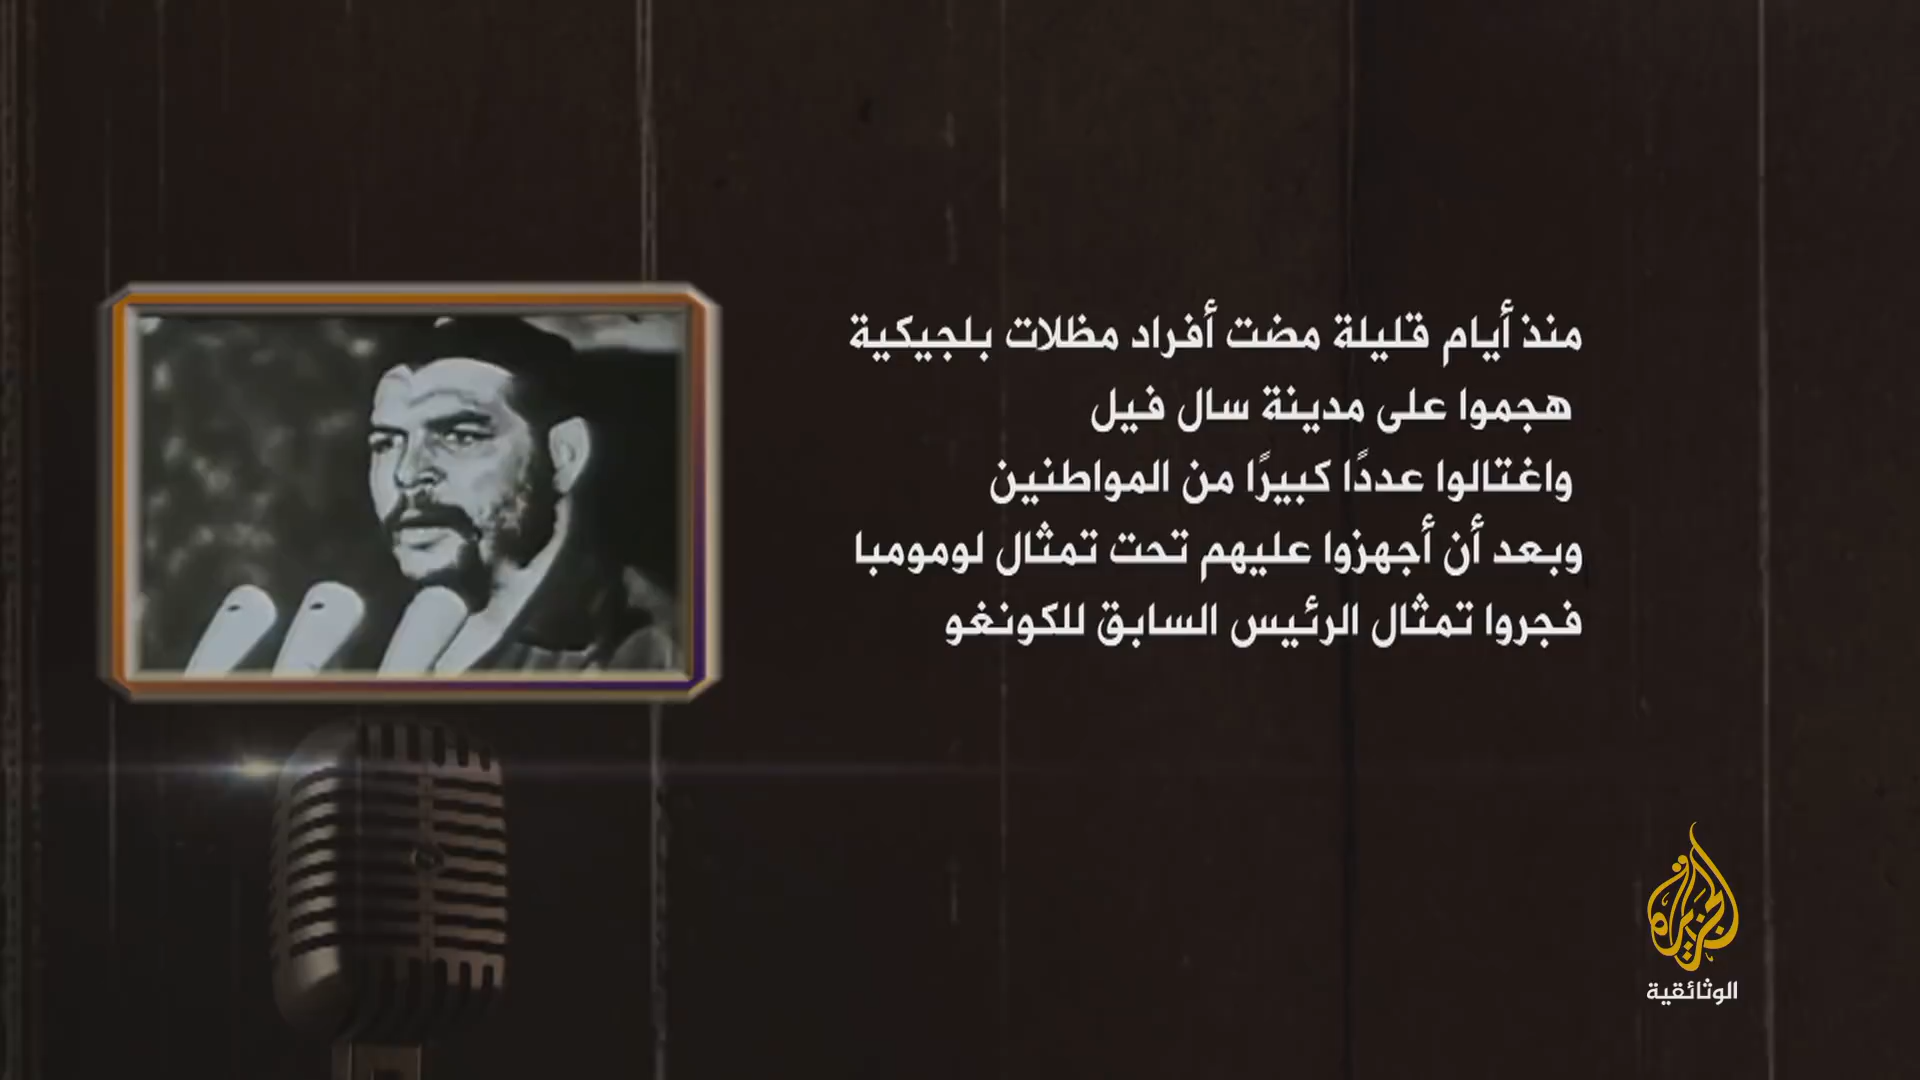 منذ أيام قليلة مضت أفراد مظلات بلجيكية
هجموا على مدينة سال فيل
واغتالوا عددًا كبيرًا من المواطنين
وبعد أن أجهزوا عليهم تحت تمثال لومومبا
فجروا تمثال الرئيس السابق للكونغو
الجزيرة
الوثائقية